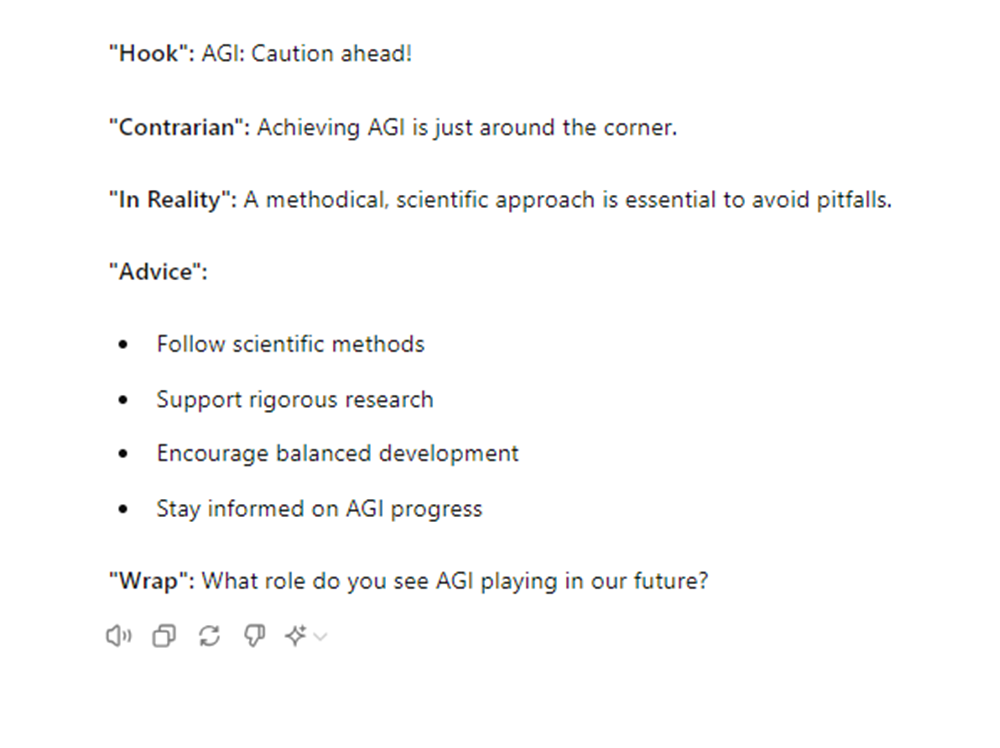 "Hook": AGI: Caution ahead!
"Contrarian": Achieving AGI is just around the corner.
"In Reality": A methodical, scientific approach is essential to avoid pitfalls.
"Advice":
• Follow scientific methods
• Support rigorous research
• Encourage balanced development
• Stay informed on AGI progress
"Wrap": What role do you see AGI playing in our future?